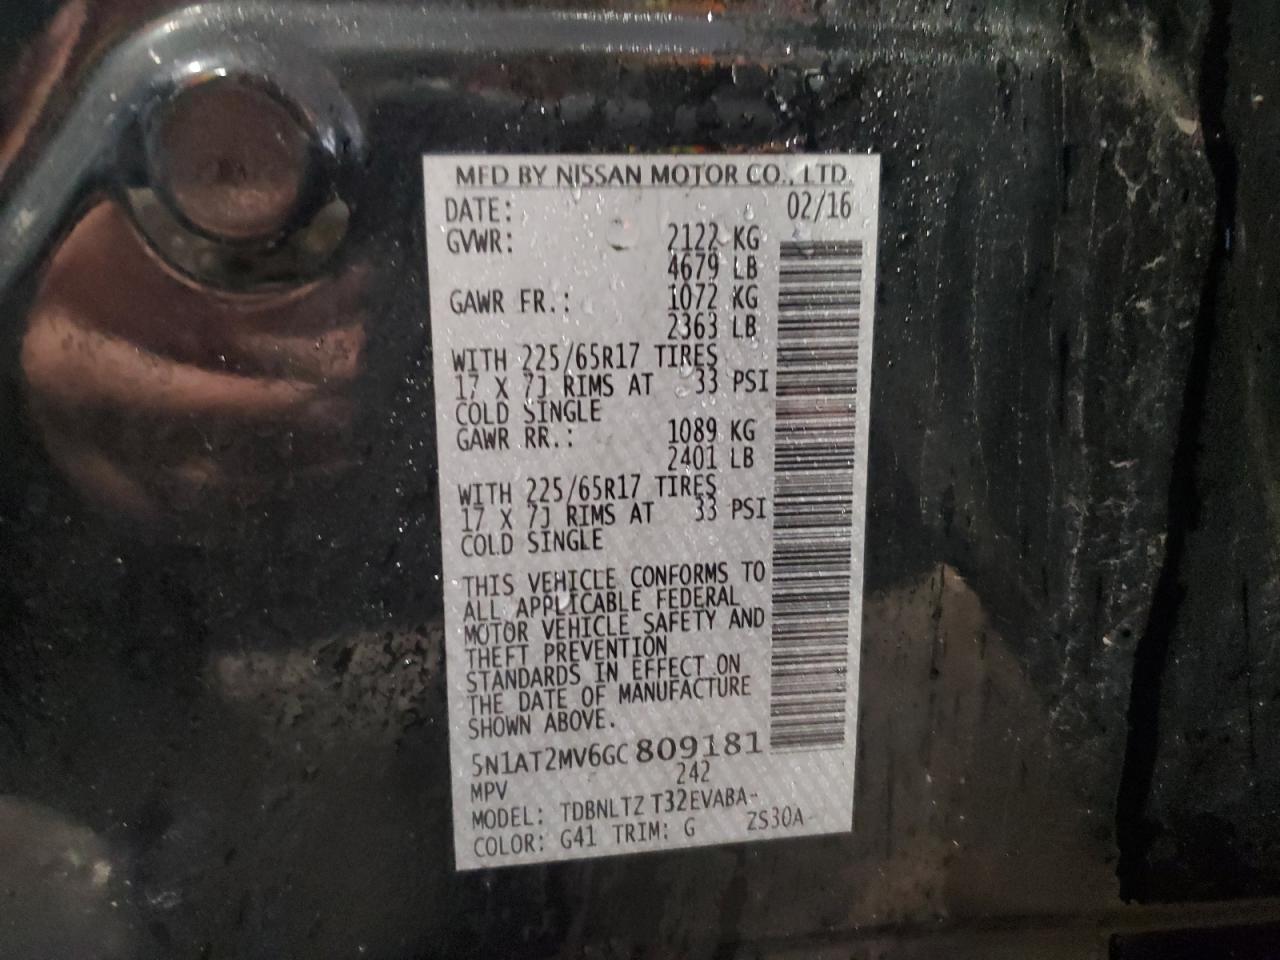 MFD BY NISSAN MOTOR CO., LTD.
DATE: 02/16
GVWR: 2122 KG
4679 LB
GAWR FR.: 1072 KG
2363 LB
WITH 225/65R17 TIRES
17 X 7J RIMS AT 33 PSI
COLD SINGLE
GAWR RR.: 1089 KG
2401 LB
WITH 225/65R17 TIRES
17 X 7J RIMS AT 33 PSI
COLD SINGLE
THIS VEHICLE CONFORMS TO
ALL APPLICABLE FEDERAL
MOTOR VEHICLE SAFETY AND
THEFT PREVENTION
STANDARDS IN EFFECT ON
THE DATE OF MANUFACTURE
SHOWN ABOVE.
5N1AT2MV6GC 809181
MPV 242
MODEL: TDBNLTZ T32EVABA-
COLOR: G41 TRIM: G ZS30A-